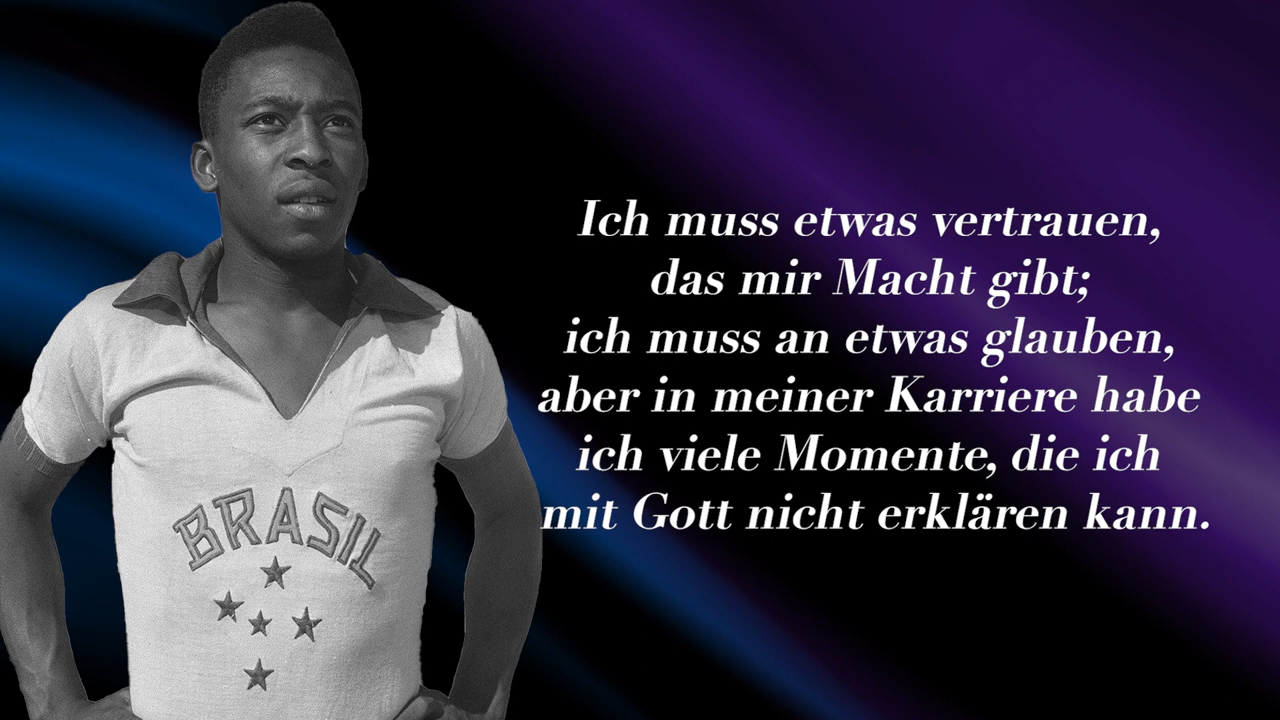 Ich muss etwas vertrauen,
das mir Macht gibt;
ich muss an etwas glauben,
aber in meiner Karriere habe
ich viele Momente, die ich
mit Gott nicht erklären kann.
BRASIL